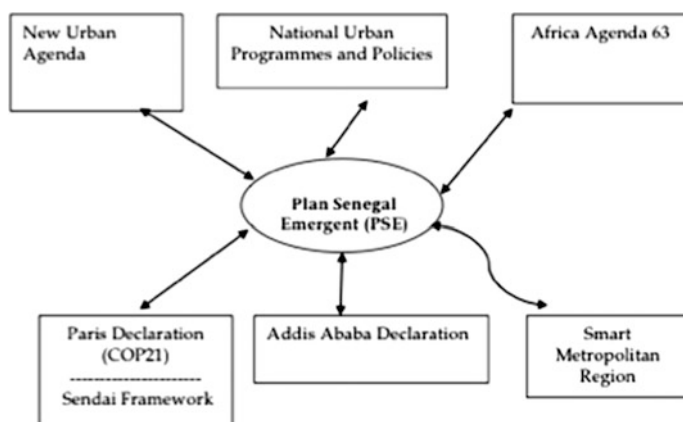 New Urban
Agenda
National Urban
Programmes and Policies
Africa Agenda 63
Plan Senegal
Emergent (PSE)
Paris Declaration
(COP21)
------------------------
Sendai Framework
Addis Ababa Declaration
Smart
Metropolitan
Region